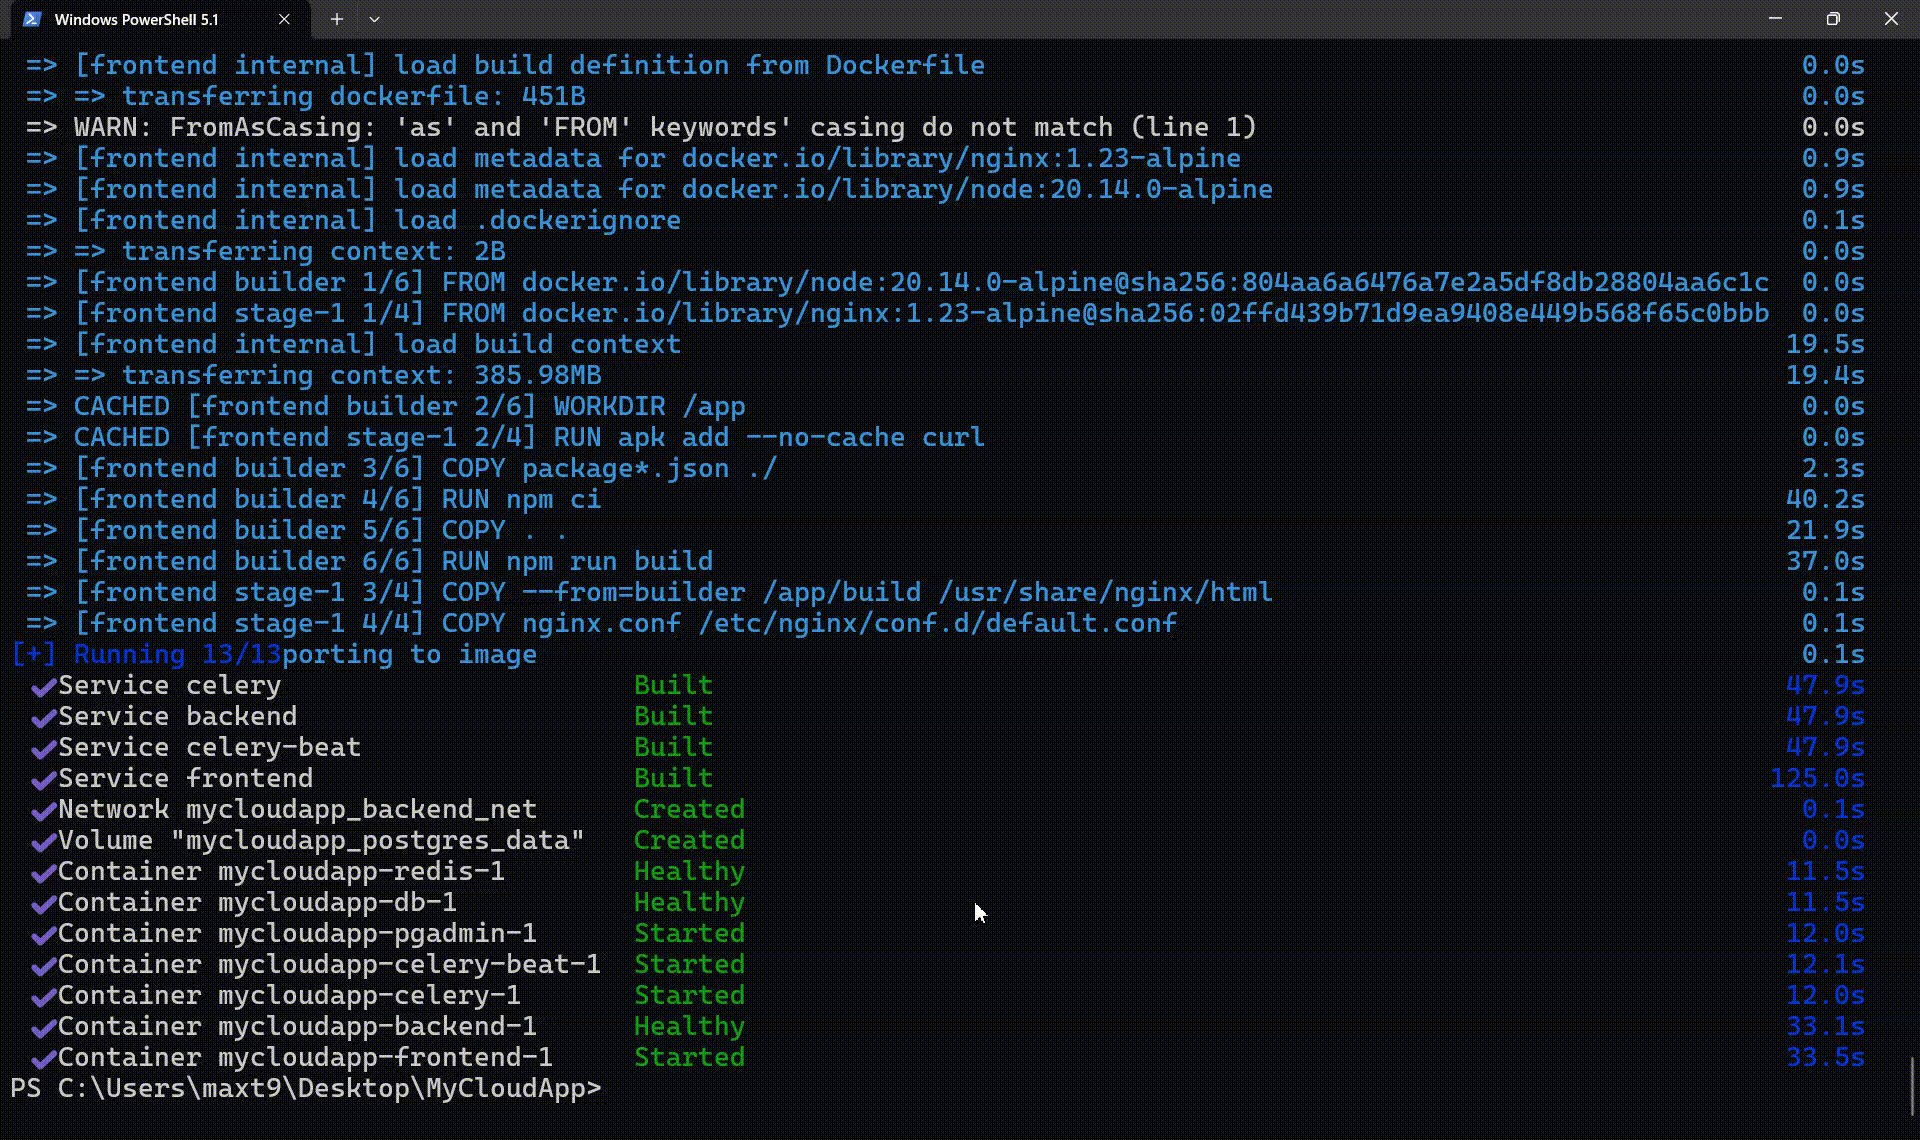 Windows PowerShell 5.1
=> [frontend internal] load build definition from Dockerfile 0.0s
=> => transferring dockerfile: 451B 0.0s
=> WARN: FromAsCasing: 'as' and 'FROM' keywords' casing do not match (line 1) 0.0s
=> [frontend internal] load metadata for docker.io/library/nginx:1.23-alpine 0.9s
=> [frontend internal] load metadata for docker.io/library/node:20.14.0-alpine 0.9s
=> [frontend internal] load .dockerignore 0.1s
=> => transferring context: 2B 0.0s
=> [frontend builder 1/6] FROM docker.io/library/node:20.14.0-alpine@sha256:804aa6a6476a7e2a5df8db28804aa6c1c 0.0s
=> [frontend stage-1 1/4] FROM docker.io/library/nginx:1.23-alpine@sha256:02ffd439b71d9ea9408e449b568f65c0bbb 0.0s
=> [frontend internal] load build context 19.5s
=> => transferring context: 385.98MB 19.4s
=> CACHED [frontend builder 2/6] WORKDIR /app 0.0s
=> CACHED [frontend stage-1 2/4] RUN apk add --no-cache curl 0.0s
=> [frontend builder 3/6] COPY package*.json ./ 2.3s
=> [frontend builder 4/6] RUN npm ci 40.2s
=> [frontend builder 5/6] COPY . . 21.9s
=> [frontend builder 6/6] RUN npm run build 37.0s
=> [frontend stage-1 3/4] COPY --from=builder /app/build /usr/share/nginx/html 0.1s
=> [frontend stage-1 4/4] COPY nginx.conf /etc/nginx/conf.d/default.conf 0.1s
[+] Running 13/13porting to image 0.1s
✔Service celery Built 47.9s
✔Service backend Built 47.9s
✔Service celery-beat Built 47.9s
✔Service frontend Built 125.0s
✔Network mycloudapp_backend_net Created 0.1s
✔Volume "mycloudapp_postgres_data" Created 0.0s
✔Container mycloudapp-redis-1 Healthy 11.5s
✔Container mycloudapp-db-1 Healthy 11.5s
✔Container mycloudapp-pgadmin-1 Started 12.0s
✔Container mycloudapp-celery-beat-1 Started 12.1s
✔Container mycloudapp-celery-1 Started 12.0s
✔Container mycloudapp-backend-1 Healthy 33.1s
✔Container mycloudapp-frontend-1 Started 33.5s
PS C:\Users\maxt9\Desktop\MyCloudApp>